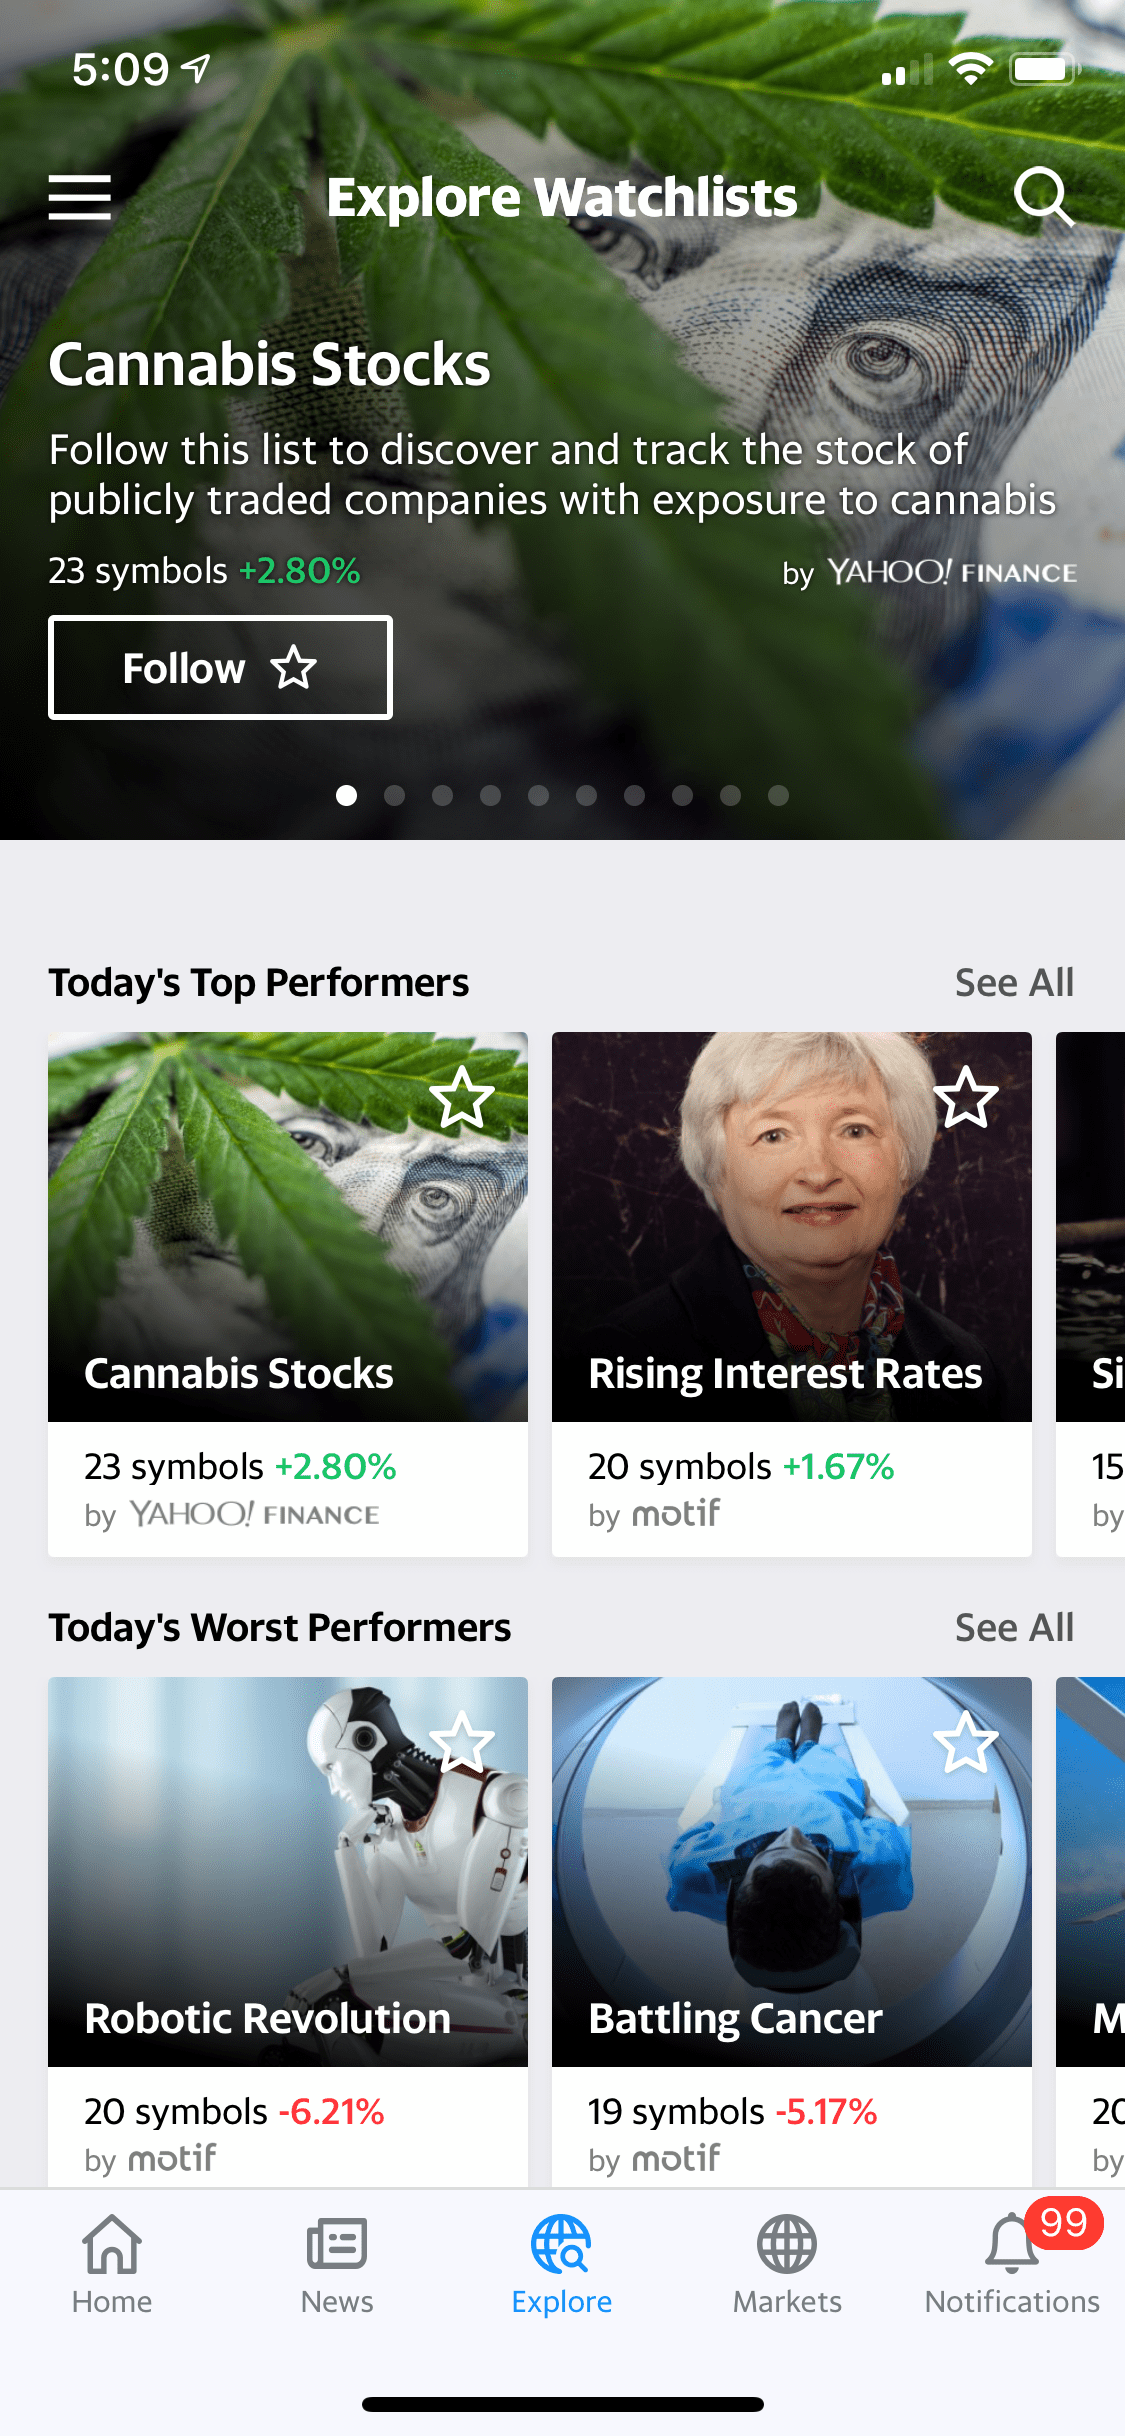 5:09
Explore Watchlists
Cannabis Stocks
Follow this list to discover and track the stock of
publicly traded companies with exposure to cannabis
23 symbols +2.80%
by YAHOO! FINANCE
Follow
Today's Top Performers
See All
Cannabis Stocks
23 symbols +2.80%
by YAHOO! FINANCE
Rising Interest Rates
20 symbols +1.67%
by motif
Si
15
by
Today's Worst Performers
See All
Robotic Revolution
20 symbols -6.21%
by motif
Battling Cancer
19 symbols -5.17%
by motif
M
20
by
Home
News
Explore
Markets
Notifications
99